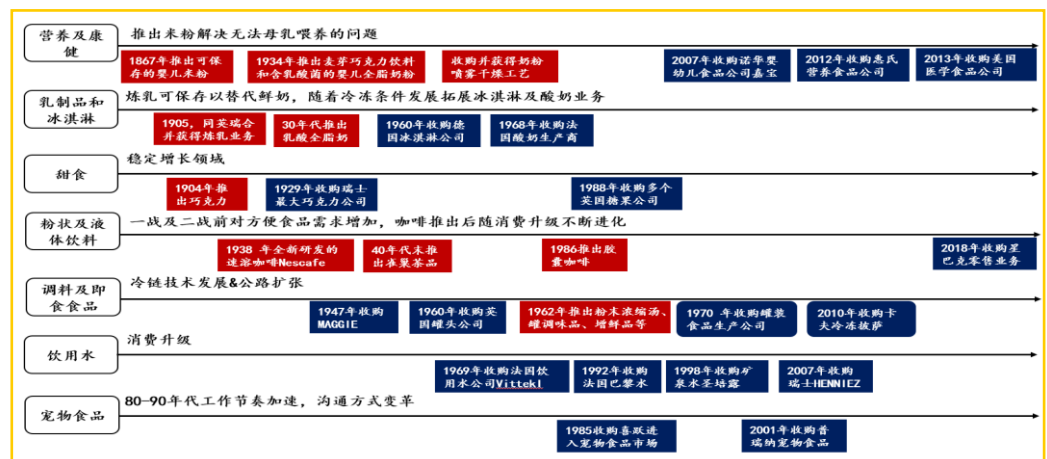 营养及康健
推出米粉解决无法母乳喂养的问题
1867年推出可保存的婴儿米粉
1934年推出麦芽巧克力饮料和含乳酸菌的婴儿全脂奶粉
收购并获得奶粉喷雾干燥工艺
2007年收购诺华婴幼儿食品公司嘉宝
2012年收购惠氏营养食品公司
2013年收购美国医学食品公司
乳制品和冰淇淋
炼乳可保存以替代鲜奶，随着冷冻条件发展拓展冰淇淋及酸奶业务
1905，同英瑞合并获得炼乳业务
30年代推出乳酸全脂奶
1960年收购德国冰淇淋公司
1968年收购法国酸奶生产商
甜食
稳定增长领域
1904年推出巧克力
1929年收购瑞士最大巧克力公司
1988年收购多个英国糖果公司
粉状及液体饮料
一战及二战前对方便食品需求增加，咖啡推出后随消费升级不断进化
1938 年全新研发的速溶咖啡Nescafe
40年代末推出雀巢茶品
1986推出胶囊咖啡
2018年收购星巴克零售业务
调料及即食食品
冷链技术发展&公路扩张
1947年收购MAGGIE
1960年收购英国罐头公司
1962年推出粉末浓缩汤、罐调味品、增鲜品等
1970 年收购罐装食品生产公司
2010年收购卡夫冷冻披萨
饮用水
消费升级
1969年收购法国饮用水公司Vittekl
1992年收购法国巴黎水
1998年收购矿泉水圣培露
2007年收购瑞士HENNIEZ
宠物食品
80-90年代工作节奏加速，沟通方式变革
1985收购喜跃进入宠物食品市场
2001年收购普瑞纳宠物食品